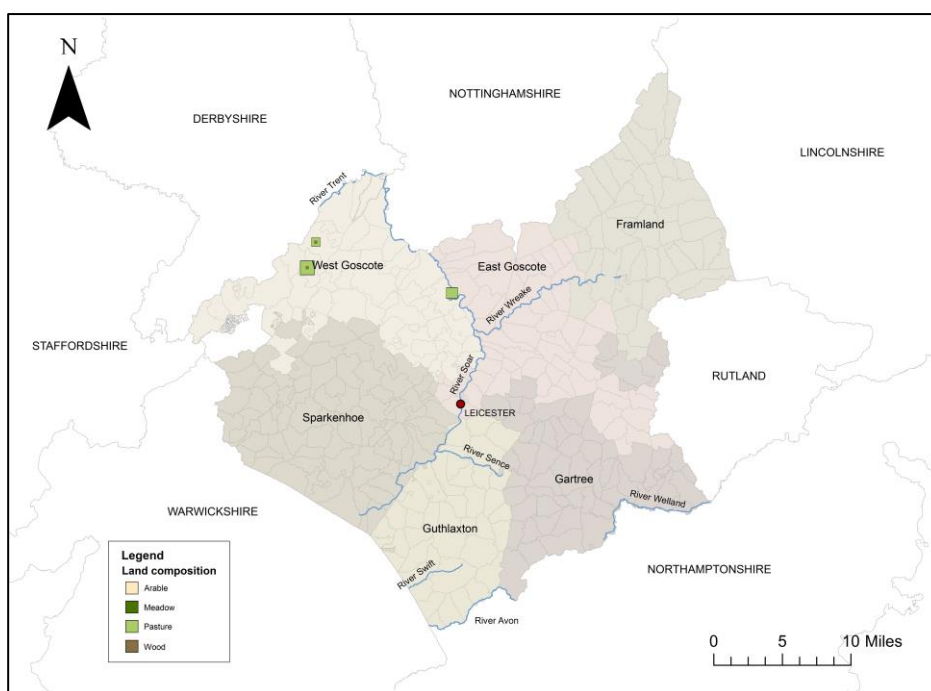 N
NOTTINGHAMSHIRE
DERBYSHIRE
LINCOLNSHIRE
River Trent
Framland
West Goscote
East Goscote
River Wreake
STAFFORDSHIRE
RUTLAND
River Soar
Sparkenhoe
LEICESTER
River Sence
Gartree
River Welland
WARWICKSHIRE
Guthlaxton
River Swift
NORTHAMPTONSHIRE
River Avon
Legend
Land composition
Arable
Meadow
Pasture
Wood
0 5 10 Miles